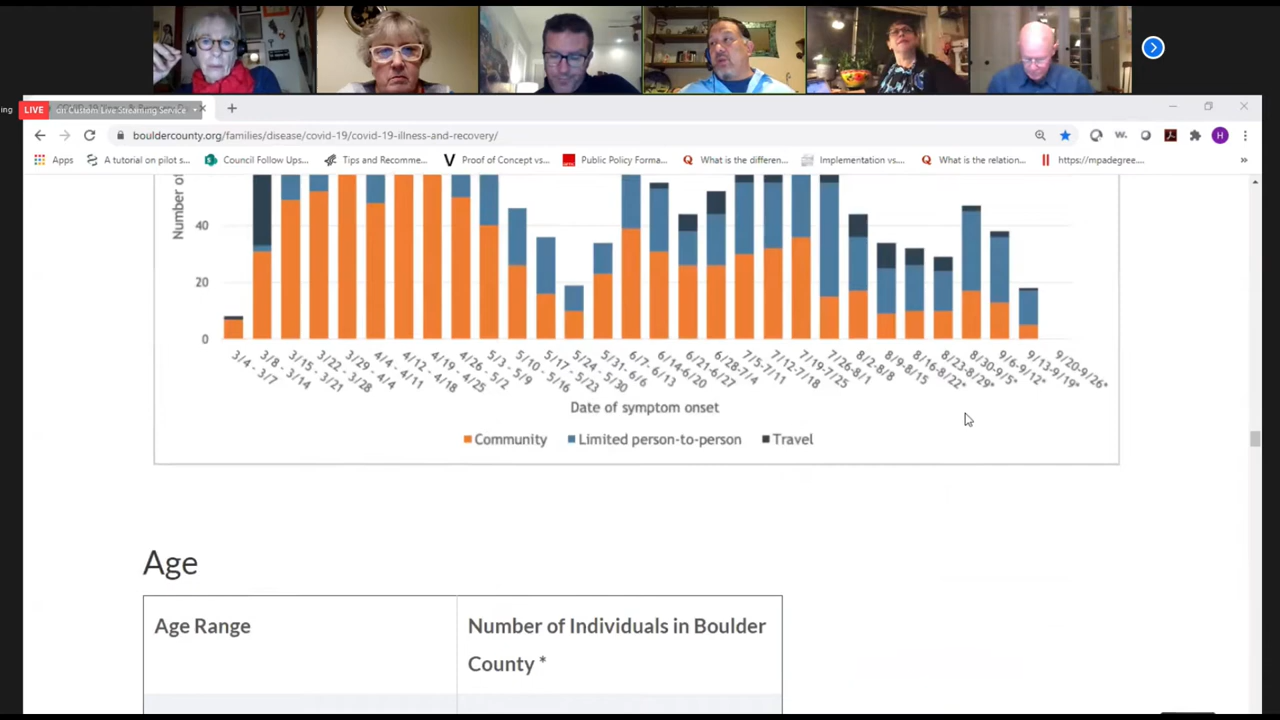 ing
LIVE
on Custom Live Streaming Service
bouldercounty.org/families/disease/covid-19/covid-19-illness-and-recovery/
W.
H
Apps
A tutorial on pilot s...
Council Follow Ups...
Tips and Recomme...
Proof of Concept vs...
Public Policy Forma...
What is the differen...
Implementation vs....
What is the relation...
https://mpadegree....
»
Number of
40
20
0
3/4 - 3/7
3/8 - 3/14
3/15 - 3/21
3/22 - 3/28
3/29 - 4/4
4/4 - 4/11
4/12 - 4/18
4/19 - 4/25
4/26 - 5/2
5/3 - 5/9
5/10 - 5/16
5/17 - 5/23
5/24 - 5/30
5/31- 6/6
6/7- 6/13
6/14-6/20
6/21-6/27
6/28-7/4
7/5-7/11
7/12-7/18
7/19-7/25
7/26-8/1
8/2-8/8
8/9-8/15
8/16-8/22*
8/23-8/29*
8/30-9/5*
9/6-9/12*
9/13-9/19*
9/20-9/26*
Date of symptom onset
Community
Limited person-to-person
Travel
Age
Age Range
Number of Individuals in Boulder
County *